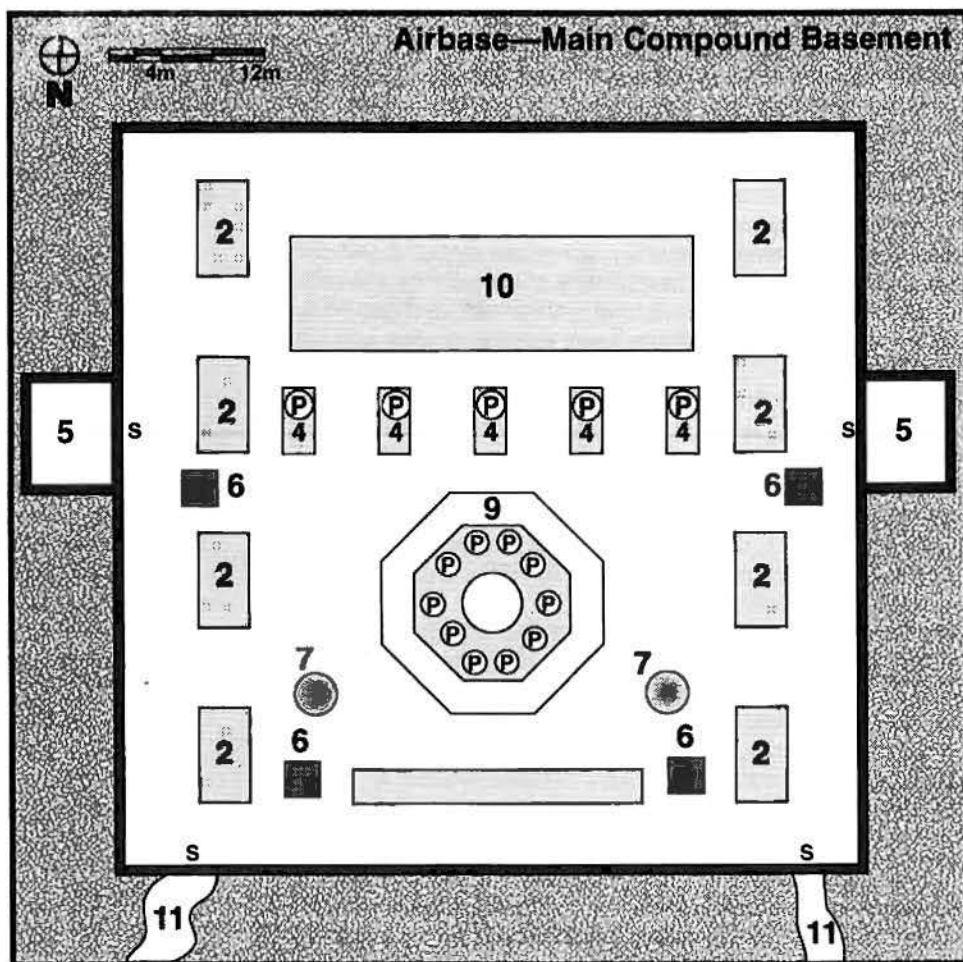 Airbase—Main Compound Basement
4m 12m
N
2 2
10
P P P P P
2 4 4 4 4 4 2
5 S S 5
6 6
9
P P
P P
2 2
P P
P P
P P
7 7
6 6
2 2
S S
11 11